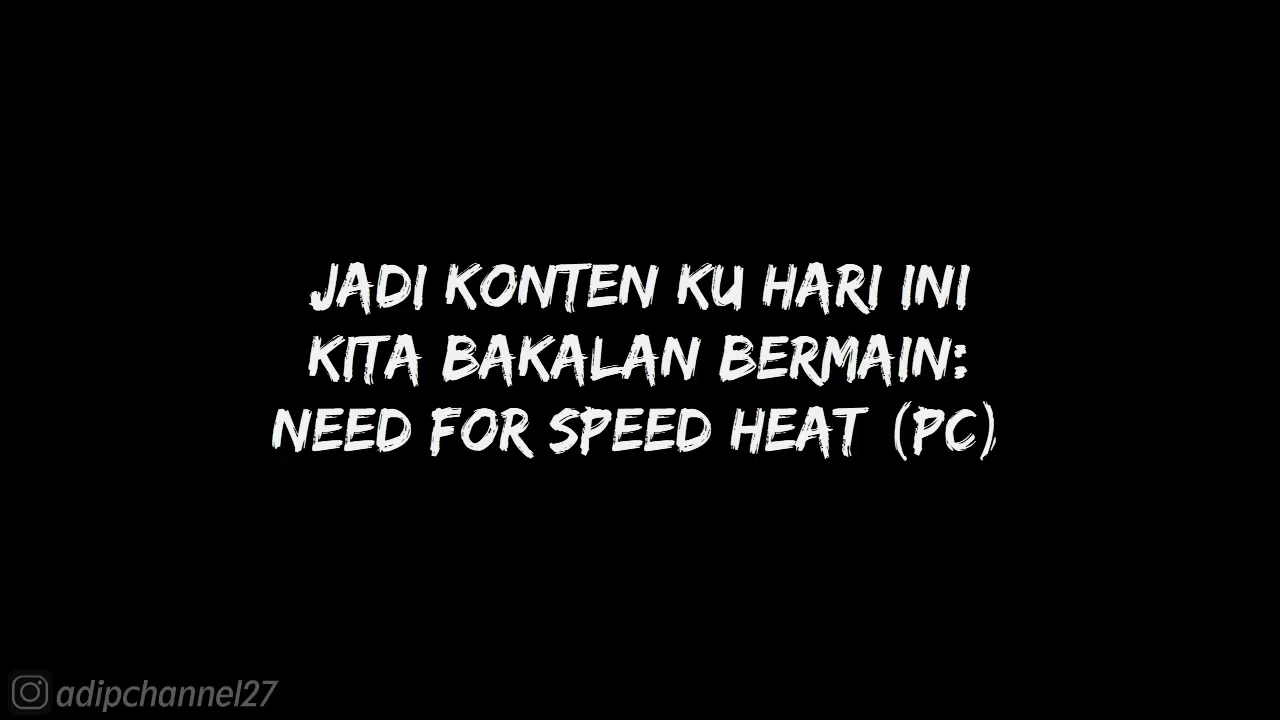 JADI KONTEN KU HARI INI
KITA BAKALAN BERMAIN:
NEED FOR SPEED HEAT (PC)
adipchannel27